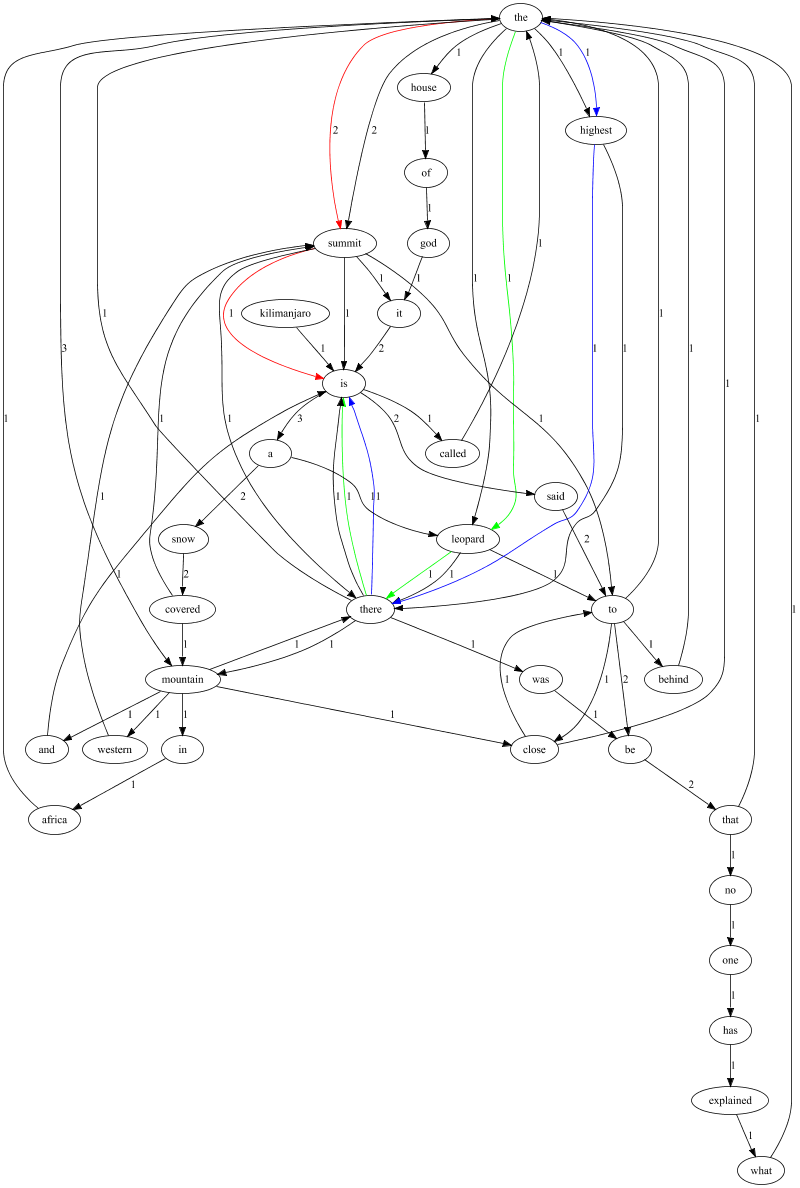 the
1 1 1
house
2 2 1 highest
of
1
summit god
1 1
3 1 1 1
kilimanjaro it
1 1 1 2 1 1 1
is
3 1 2 1
a called
1 2 said
1
snow leopard
2 1 1 11 1 1 1 2
covered there to
1 1 1 1 1
mountain was behind
1 1 1 1 1 1 2
and western in close be
1 1 2 1
africa that
1
no
1
one
1
has
1
explained
1
what
1